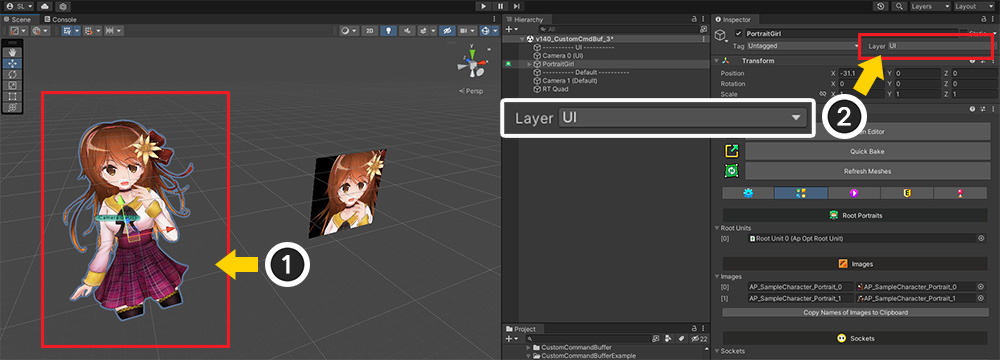 SL
Layers
Layout
Scene
Console
2D
Persp
1
Hierarchy
All
v140_CustomCmdBuf_3*
---------- UI ----------
Camera 0 (UI)
PortraitGirl
---------- Default ----------
Camera 1 (Default)
RT Quad
Layer UI
2
Project
22
CustomCommandBuffer
CustomCommandBufferExample
Inspector
PortraitGirl
Static
Tag Untagged
Layer UI
Transform
Position X -31.1 Y 0 Z 0
Rotation X 0 Y 0 Z 0
Scale X 1 Y 1 Z 1
Editor
Quick Bake
Refresh Meshes
Root Portraits
Root Units
[0] Root Unit 0 (Ap Opt Root Unit)
Images
Images
[0] AP_SampleCharacter_Portrait_0 AP_SampleCharacter_Portrait_0
[1] AP_SampleCharacter_Portrait_1 AP_SampleCharacter_Portrait_1
Copy Names of Images to Clipboard
Sockets
Sockets